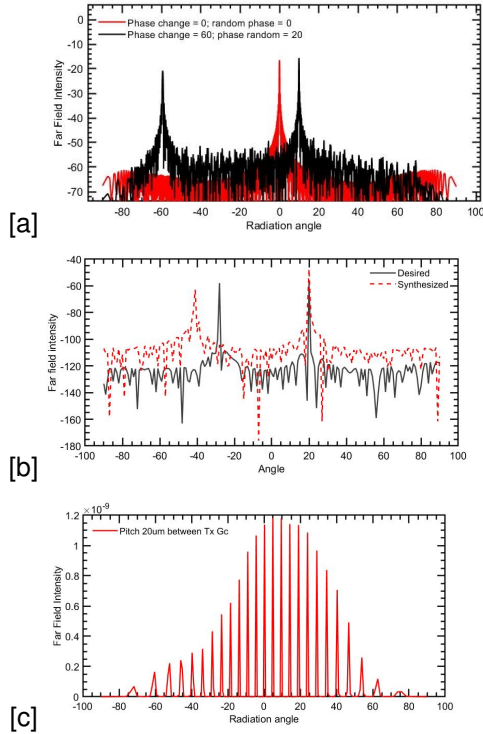 0
-10
-20
-30
-40
-50
-60
-70
Far Field Intensity
Phase change = 0; random phase = 0
Phase change = 60; phase random = 20
-80 -60 -40 -20 0 20 40 60 80
Radiation angle
[a]
-40
-60
-80
-100
-120
-140
-160
-180
Far field intensity
Desired
Synthesized
-100 -80 -60 -40 -20 0 20 40 60 80 100
Angle
[b]
×10-9
1.2
1
0.8
0.6
0.4
0.2
0
Far Field Intensity
Pitch 20um between Tx Gc
-100 -80 -60 -40 -20 0 20 40 60 80 100
Radiation angle
[c]